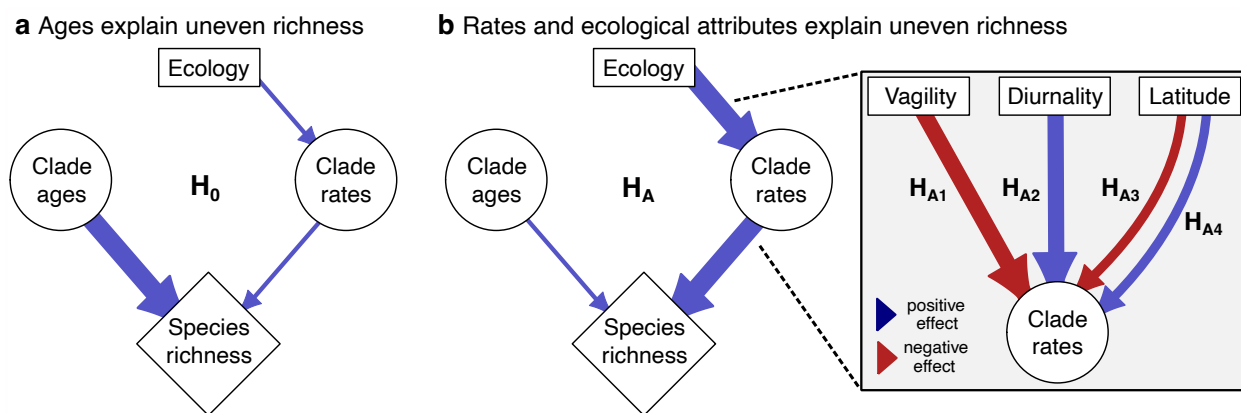 a Ages explain uneven richness
Ecology
Clade
ages
H0
Clade
rates
Species
richness
b Rates and ecological attributes explain uneven richness
Ecology
Clade
ages
HA
Clade
rates
Species
richness
Vagility
Diurnality
Latitude
HA1
HA2
HA3
HA4
Clade
rates
positive
effect
negative
effect